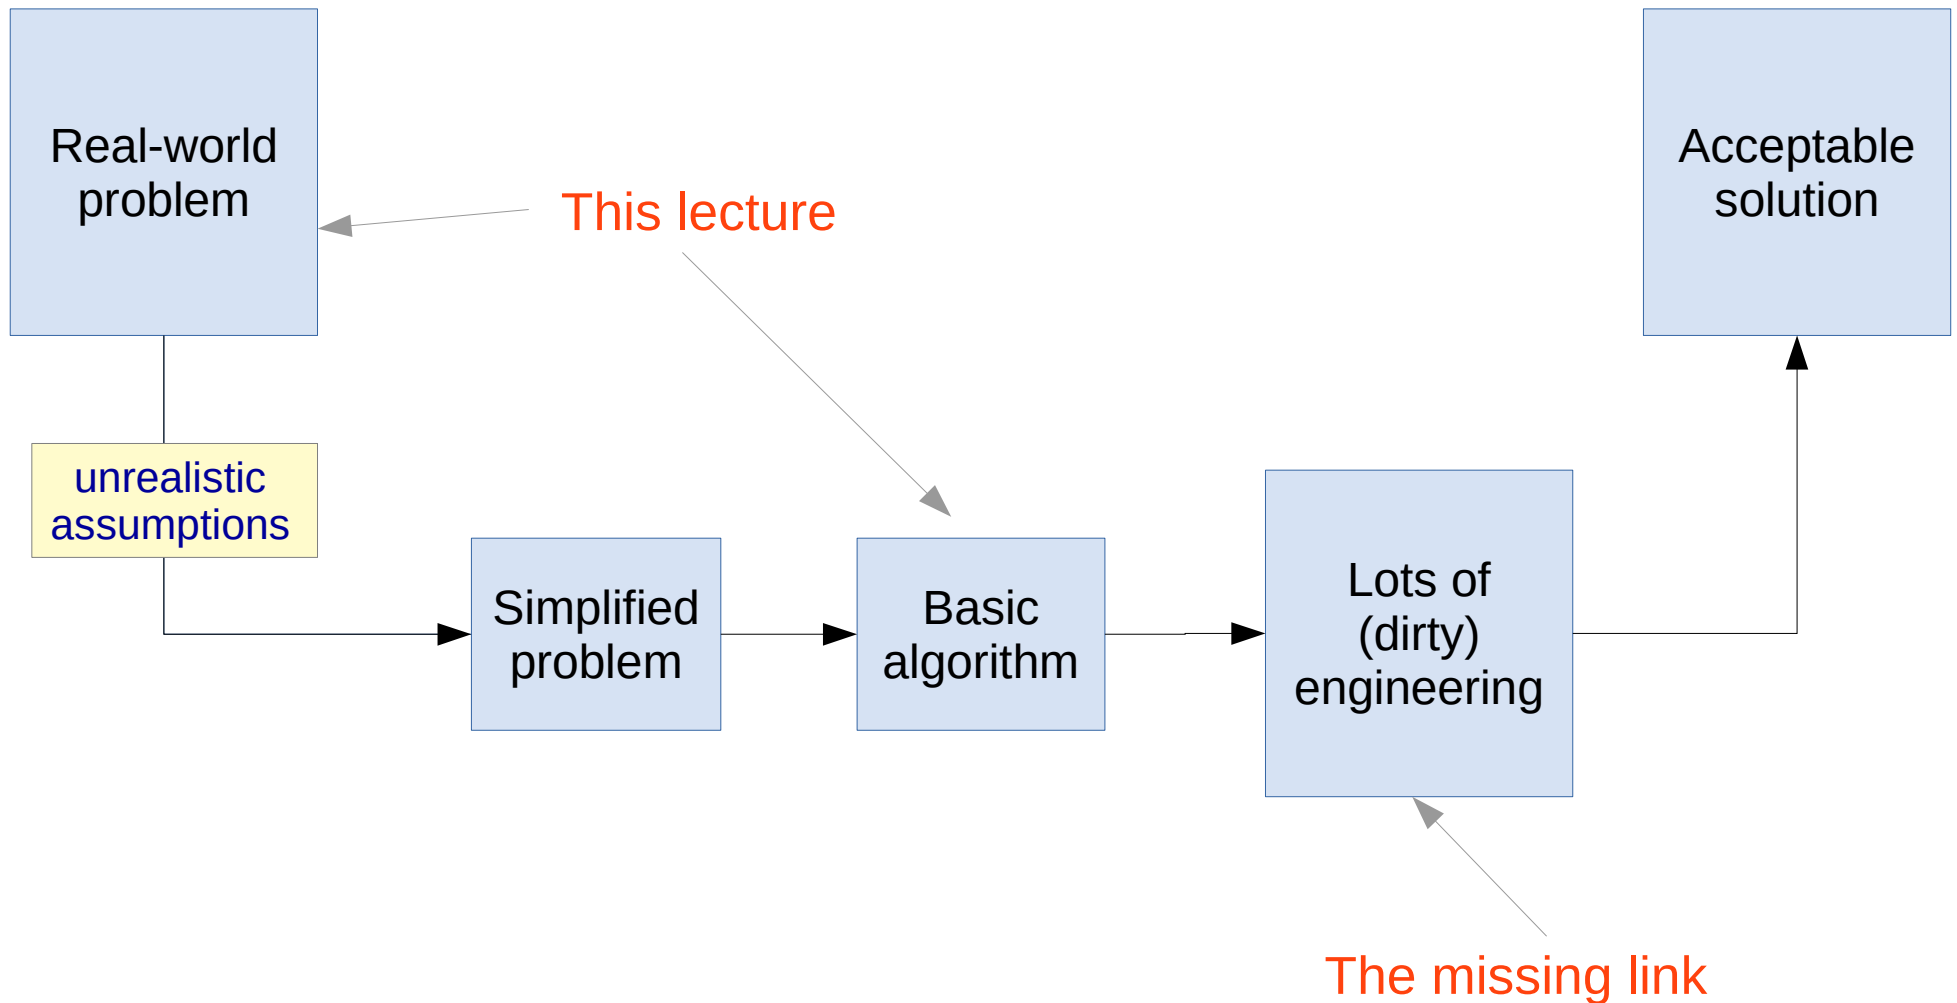 Real-world
problem
This lecture
Acceptable
solution
unrealistic
assumptions
Simplified
problem
Basic
algorithm
Lots of
(dirty)
engineering
The missing link